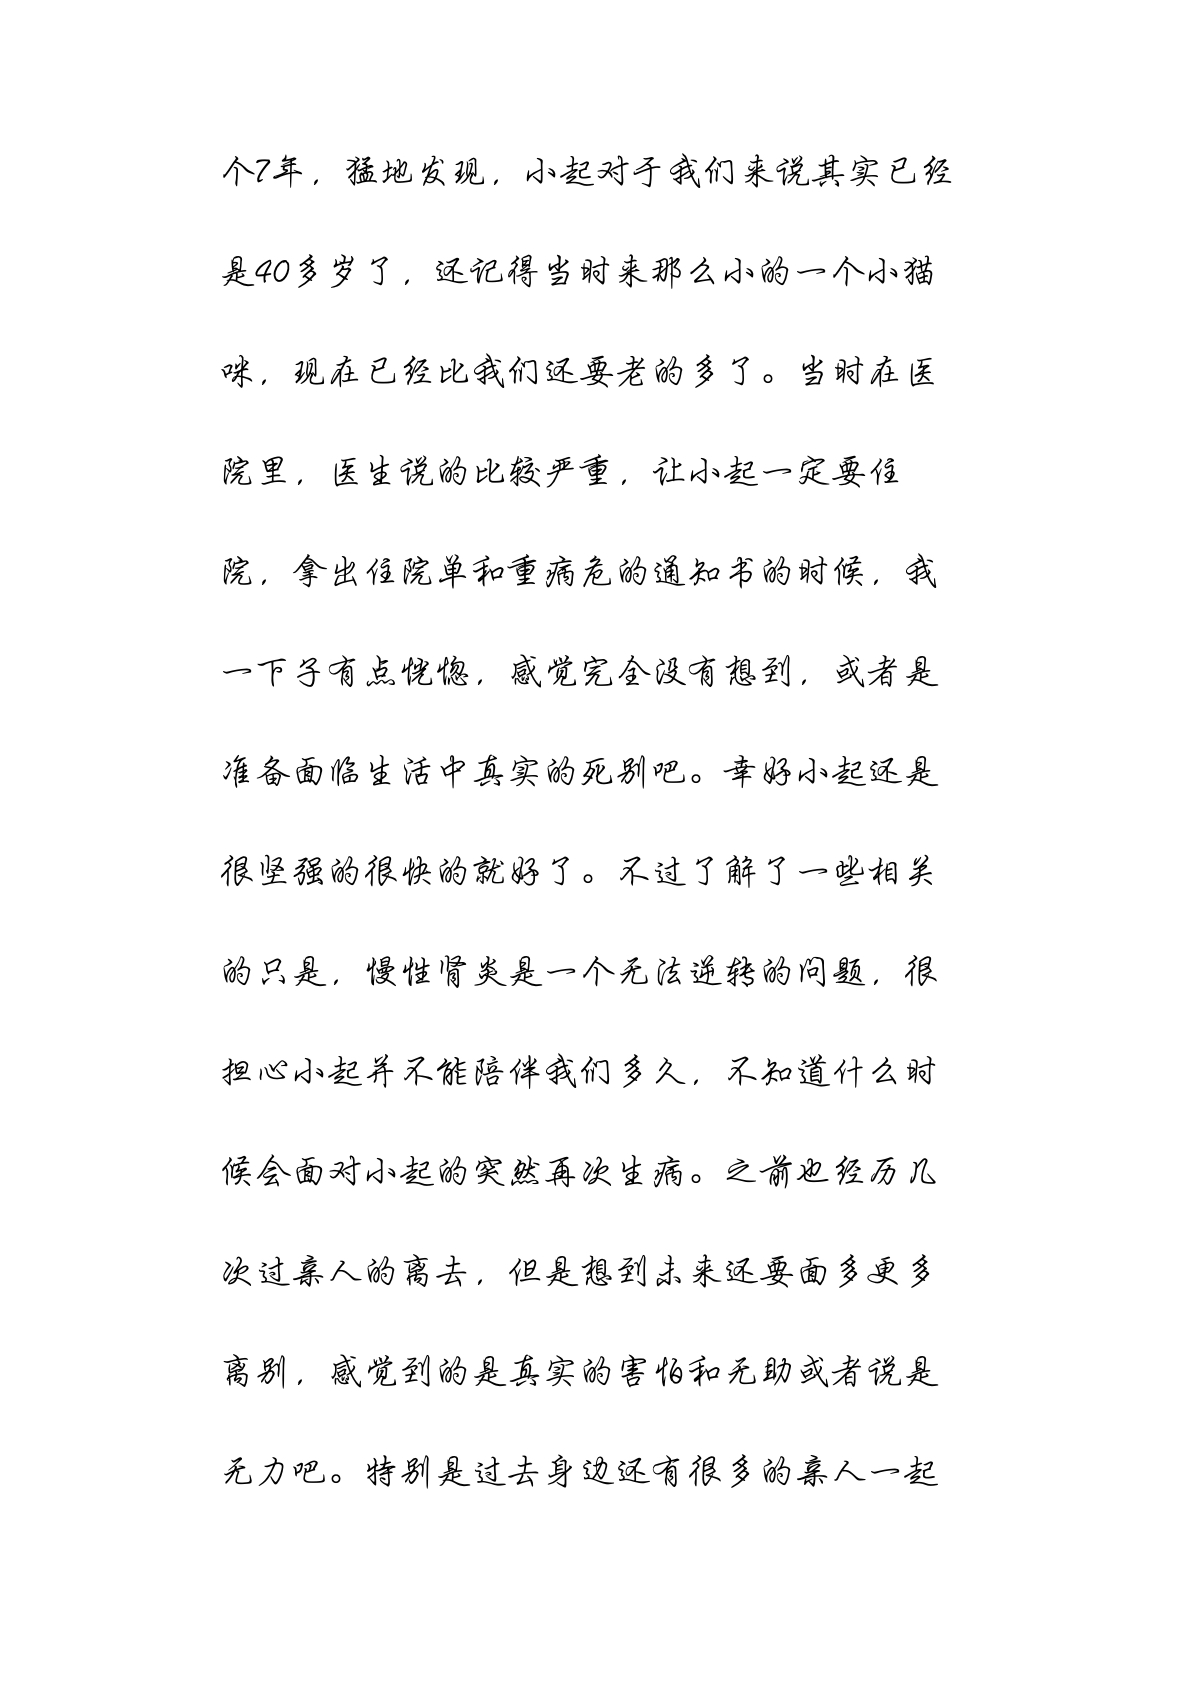 个7年，猛地发现，小起对于我们来说其实已经
是40多岁了，还记得当时来那么小的一个小猫
咪，现在已经比我们还要老的多了。当时在医
院里，医生说的比较严重，让小起一定要住
院，拿出住院单和重病危的通知书的时候，我
一下子有点恍惚，感觉完全没有想到，或者是
准备面临生活中真实的死别吧。幸好小起还是
很坚强的很快的就好了。不过了解了一些相关
的只是，慢性肾炎是一个无法逆转的问题，很
担心小起并不能陪伴我们多久，不知道什么时
候会面对小起的突然再次生病。之前也经历几
次过亲人的离去，但是想到未来还要面多更多
离别，感觉到的是真实的害怕和无助或者说是
无力吧。特别是过去身边还有很多的亲人一起